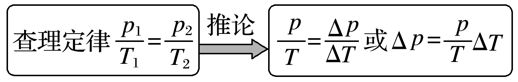 查理定律 p₁/T₁ = p₂/T₂ 推论 p/T = Δp/ΔT 或 Δp = p/T ΔT